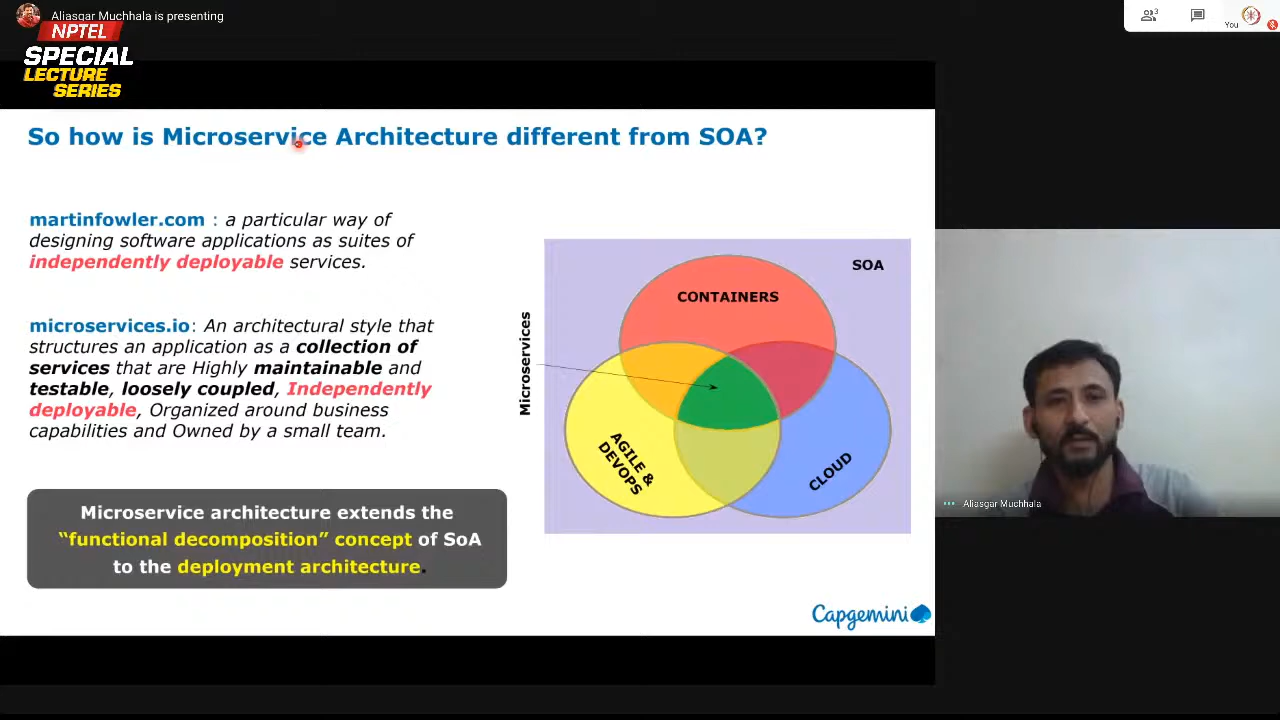 Aliasgar Muchhala is presenting
NPTEL
SPECIAL
LECTURE
SERIES
3
You
So how is Microservice Architecture different from SOA?
martinfowler.com : a particular way of
designing software applications as suites of
independently deployable services.
microservices.io: An architectural style that
structures an application as a collection of
services that are Highly maintainable and
testable, loosely coupled, Independently
deployable, Organized around business
capabilities and Owned by a small team.
Microservice architecture extends the
“functional decomposition” concept of SoA
to the deployment architecture.
Microservices
SOA
CONTAINERS
AGILE &
DEVOPS
CLOUD
Capgemini
Aliasgar Muchhala